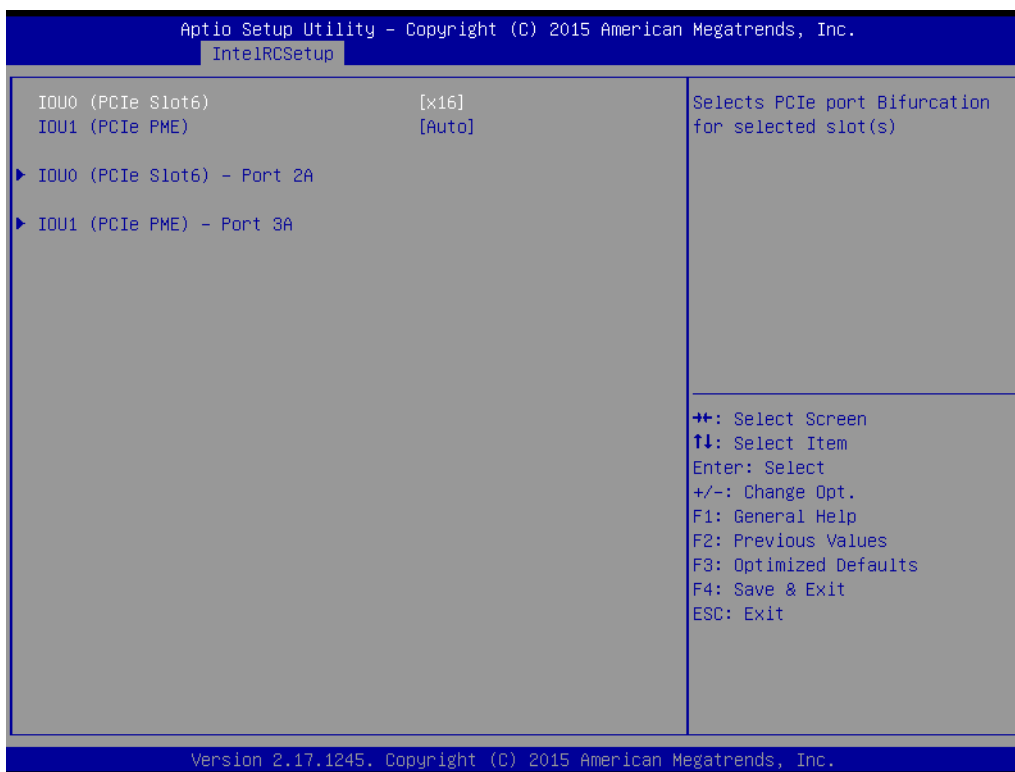 Aptio Setup Utility – Copyright (C) 2015 American Megatrends, Inc.
IntelRCSetup
IOU0 (PCIe Slot6) [x16]
IOU1 (PCIe PME) [Auto]
► IOU0 (PCIe Slot6) – Port 2A
► IOU1 (PCIe PME) – Port 3A
Selects PCIe port Bifurcation
for selected slot(s)
→←: Select Screen
↑↓: Select Item
Enter: Select
+/-: Change Opt.
F1: General Help
F2: Previous Values
F3: Optimized Defaults
F4: Save & Exit
ESC: Exit
Version 2.17.1245. Copyright (C) 2015 American Megatrends, Inc.